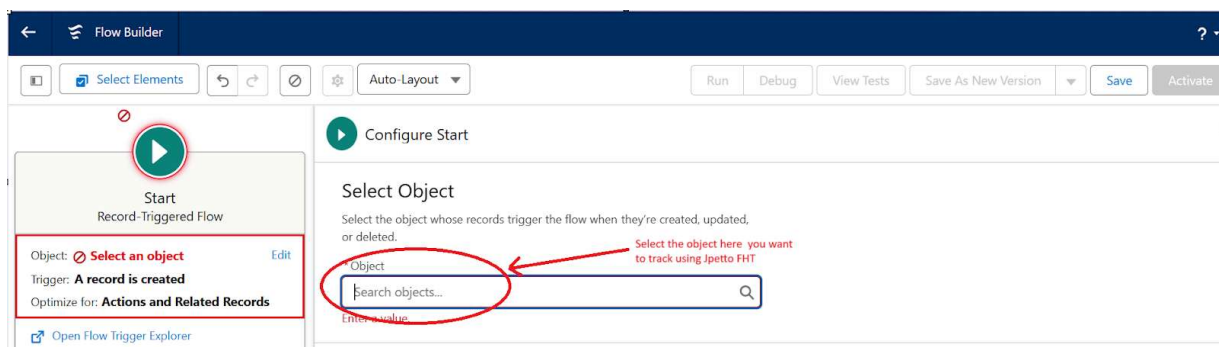 Flow Builder
?
Select Elements
Auto-Layout
Run
Debug
View Tests
Save As New Version
Save
Activate
Start
Record-Triggered Flow
Object: Select an object
Edit
Trigger: A record is created
Optimize for: Actions and Related Records
Open Flow Trigger Explorer
Configure Start
Select Object
Select the object whose records trigger the flow when they're created, updated,
or deleted.
Select the object here you want
to track using Jpetto FHT
*Object
Search objects...
Enter a value.